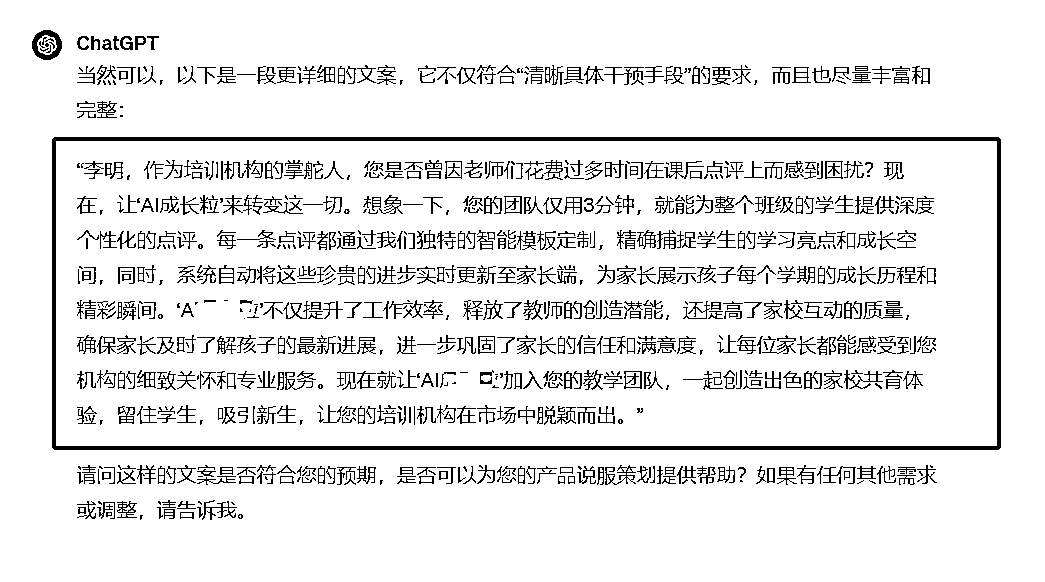 ChatGPT
当然可以，以下是一段更详细的文案，它不仅符合“清晰具体干预手段”的要求，而且也尽量丰富和
完整：
“李明，作为培训机构的掌舵人，您是否曾因老师们花费过多时间在课后点评上而感到困扰？现
在，让‘AI成长粒’来转变这一切。想象一下，您的团队仅用3分钟，就能为整个班级的学生提供深度
个性化的点评。每一条点评都通过我们独特的智能模板定制，精确捕捉学生的学习亮点和成长空
间，同时，系统自动将这些珍贵的进步实时更新至家长端，为家长展示孩子每个学期的成长历程和
精彩瞬间。‘A’不仅提升了工作效率，释放了教师的创造潜能，还提高了家校互动的质量，
确保家长及时了解孩子的最新进展，进一步巩固了家长的信任和满意度，让每位家长都能感受到您
机构的细致关怀和专业服务。现在就让‘AI’加入您的教学团队，一起创造出色的家校共育体
验，留住学生，吸引新生，让您的培训机构在市场中脱颖而出。”
请问这样的文案是否符合您的预期，是否可以为您的产品说服策划提供帮助？如果有任何其他需求
或调整，请告诉我。